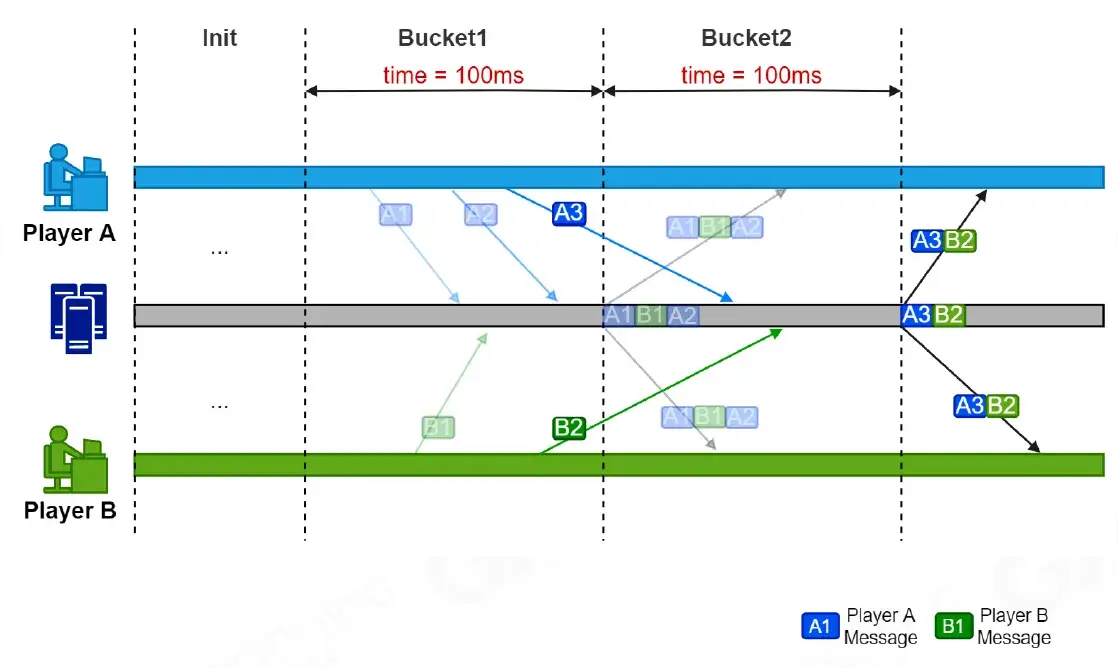 Init
Bucket1
Bucket2
time = 100ms
time = 100ms
Player A
...
A1
A2
A3
A1 B1 A2
A3 B2
A1 B1 A2
A3 B2
...
B1
B2
A1 B1 A2
A3 B2
Player B
A1
Player A
Message
B1
Player B
Message